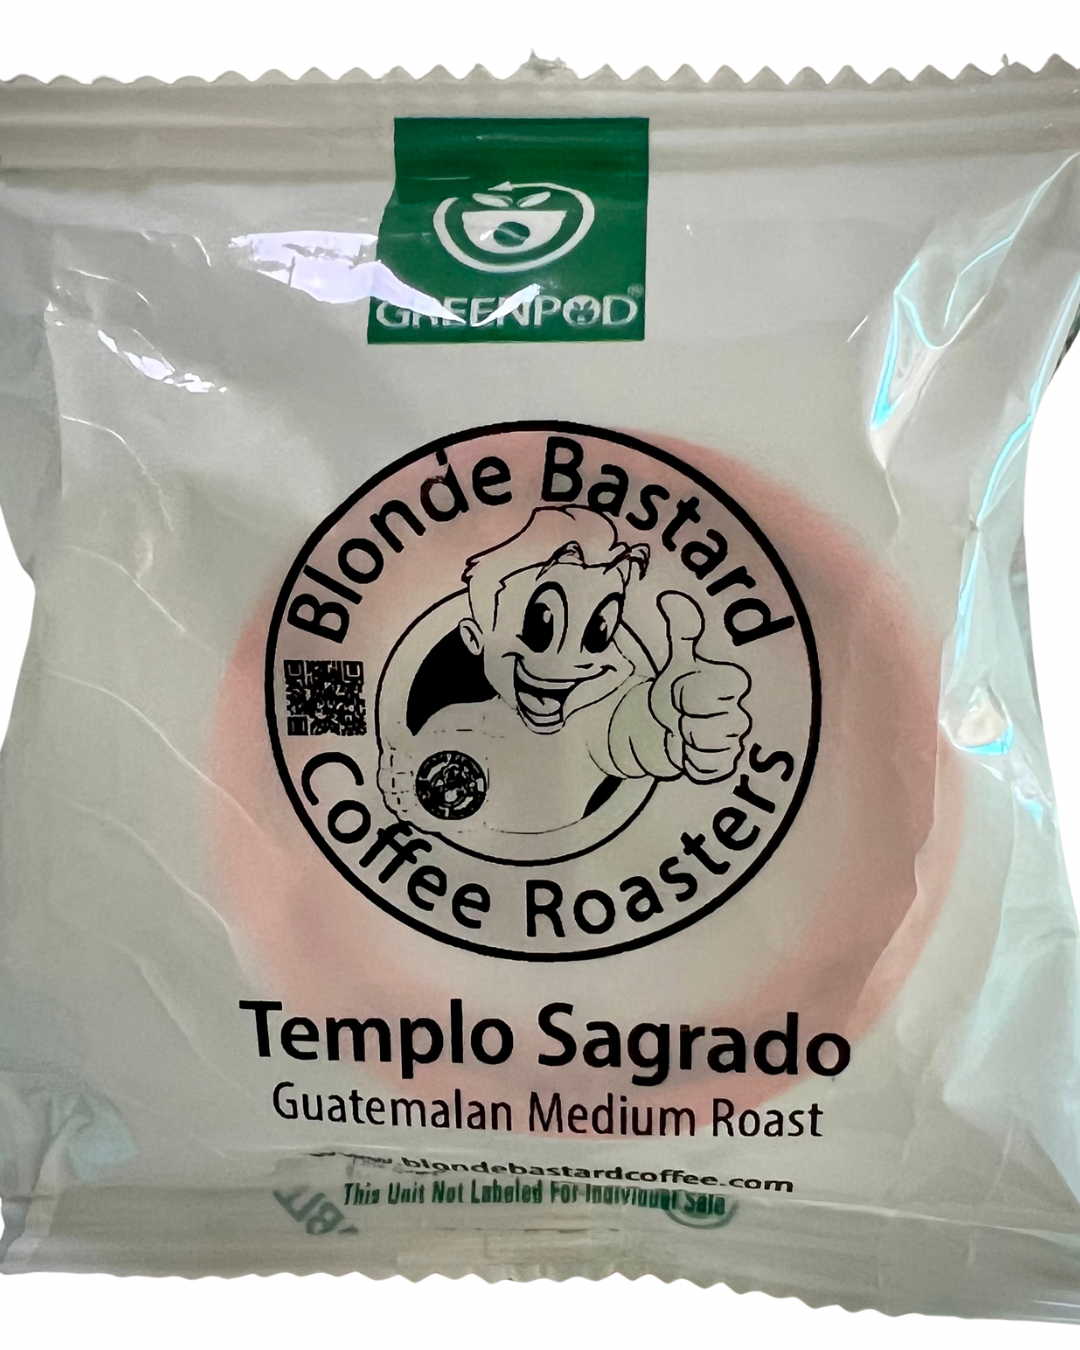 GREENPOD®
Blonde Bastard
Coffee Roasters
Templo Sagrado
Guatemalan Medium Roast
www.blondebastardcoffee.com
This Unit Not Labeled For Individual Sale